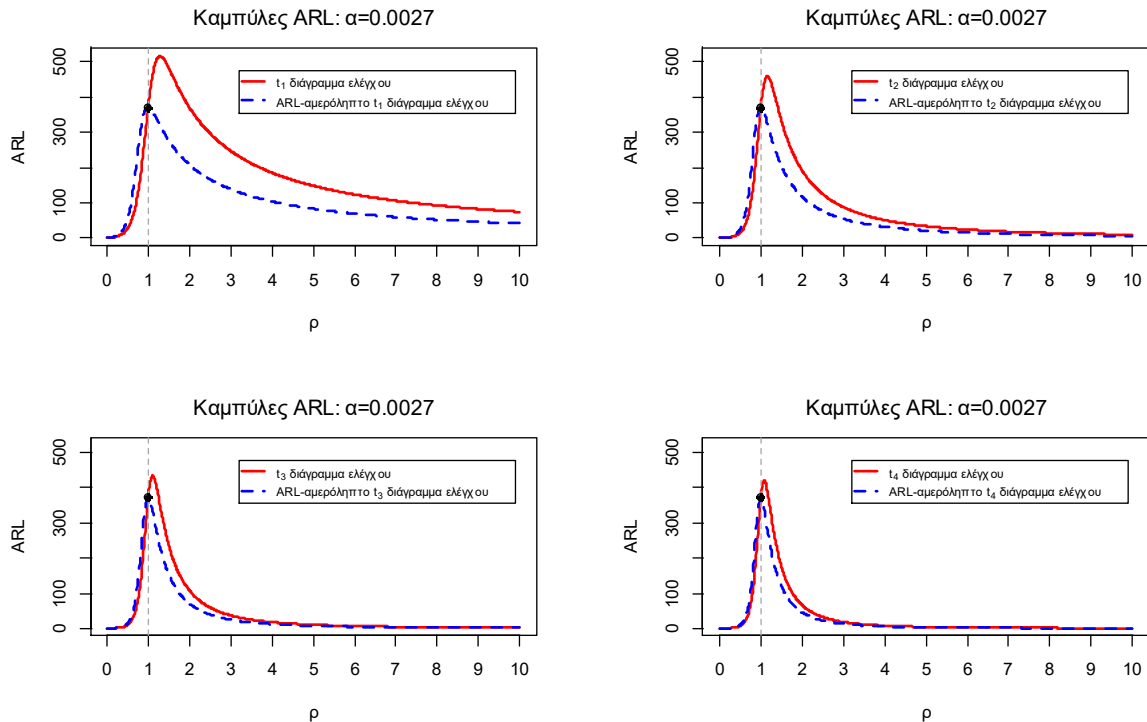 Καμπύλες ARL: α=0.0027
ARL
0 100 300 500
t1 διάγραμμα ελέγχου
ARL-αμερόληπτο t1 διάγραμμα ελέγχου
0 1 2 3 4 5 6 7 8 9 10
ρ
Καμπύλες ARL: α=0.0027
ARL
0 100 300 500
t2 διάγραμμα ελέγχου
ARL-αμερόληπτο t2 διάγραμμα ελέγχου
0 1 2 3 4 5 6 7 8 9 10
ρ
Καμπύλες ARL: α=0.0027
ARL
0 100 300 500
t3 διάγραμμα ελέγχου
ARL-αμερόληπτο t3 διάγραμμα ελέγχου
0 1 2 3 4 5 6 7 8 9 10
ρ
Καμπύλες ARL: α=0.0027
ARL
0 100 300 500
t4 διάγραμμα ελέγχου
ARL-αμερόληπτο t4 διάγραμμα ελέγχου
0 1 2 3 4 5 6 7 8 9 10
ρ